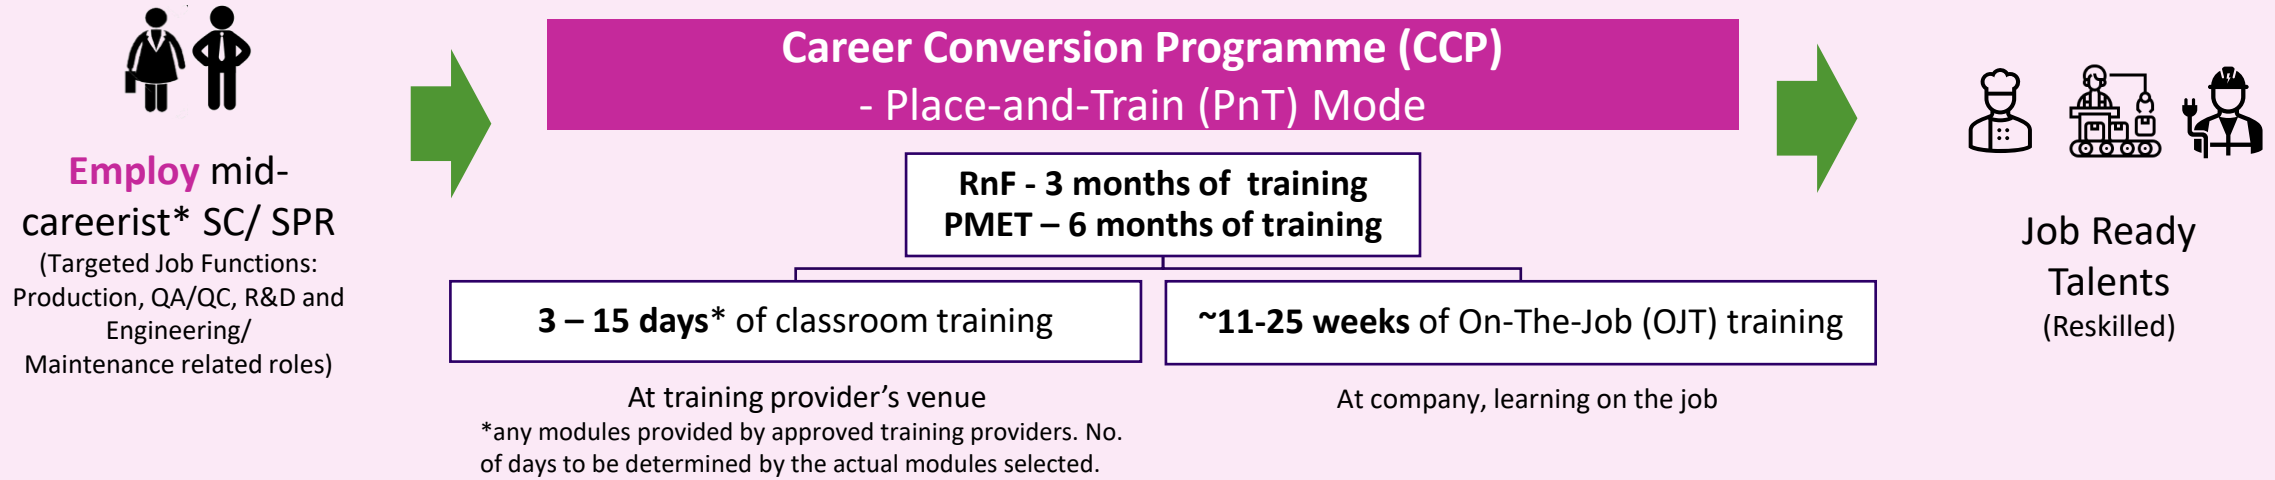 Employ mid-
careerist* SC/ SPR
(Targeted Job Functions:
Production, QA/QC, R&D and
Engineering/
Maintenance related roles)
Career Conversion Programme (CCP)
- Place-and-Train (PnT) Mode
RnF - 3 months of training
PMET – 6 months of training
3 – 15 days* of classroom training
At training provider’s venue
*any modules provided by approved training providers. No.
of days to be determined by the actual modules selected.
~11-25 weeks of On-The-Job (OJT) training
At company, learning on the job
Job Ready
Talents
(Reskilled)